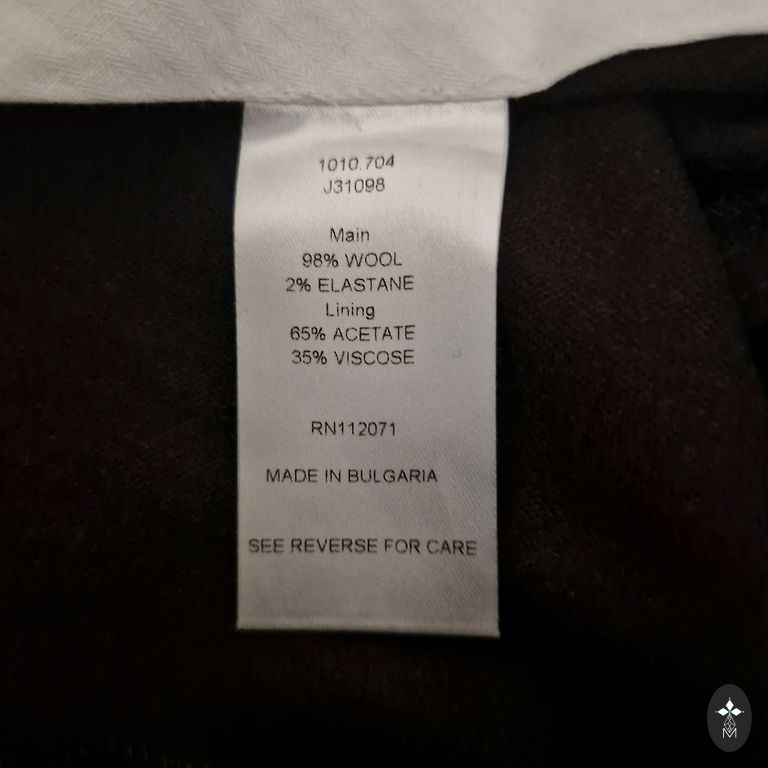 1010.704
J31098
Main
98% WOOL
2% ELASTANE
Lining
65% ACETATE
35% VISCOSE
RN112071
MADE IN BULGARIA
SEE REVERSE FOR CARE
M